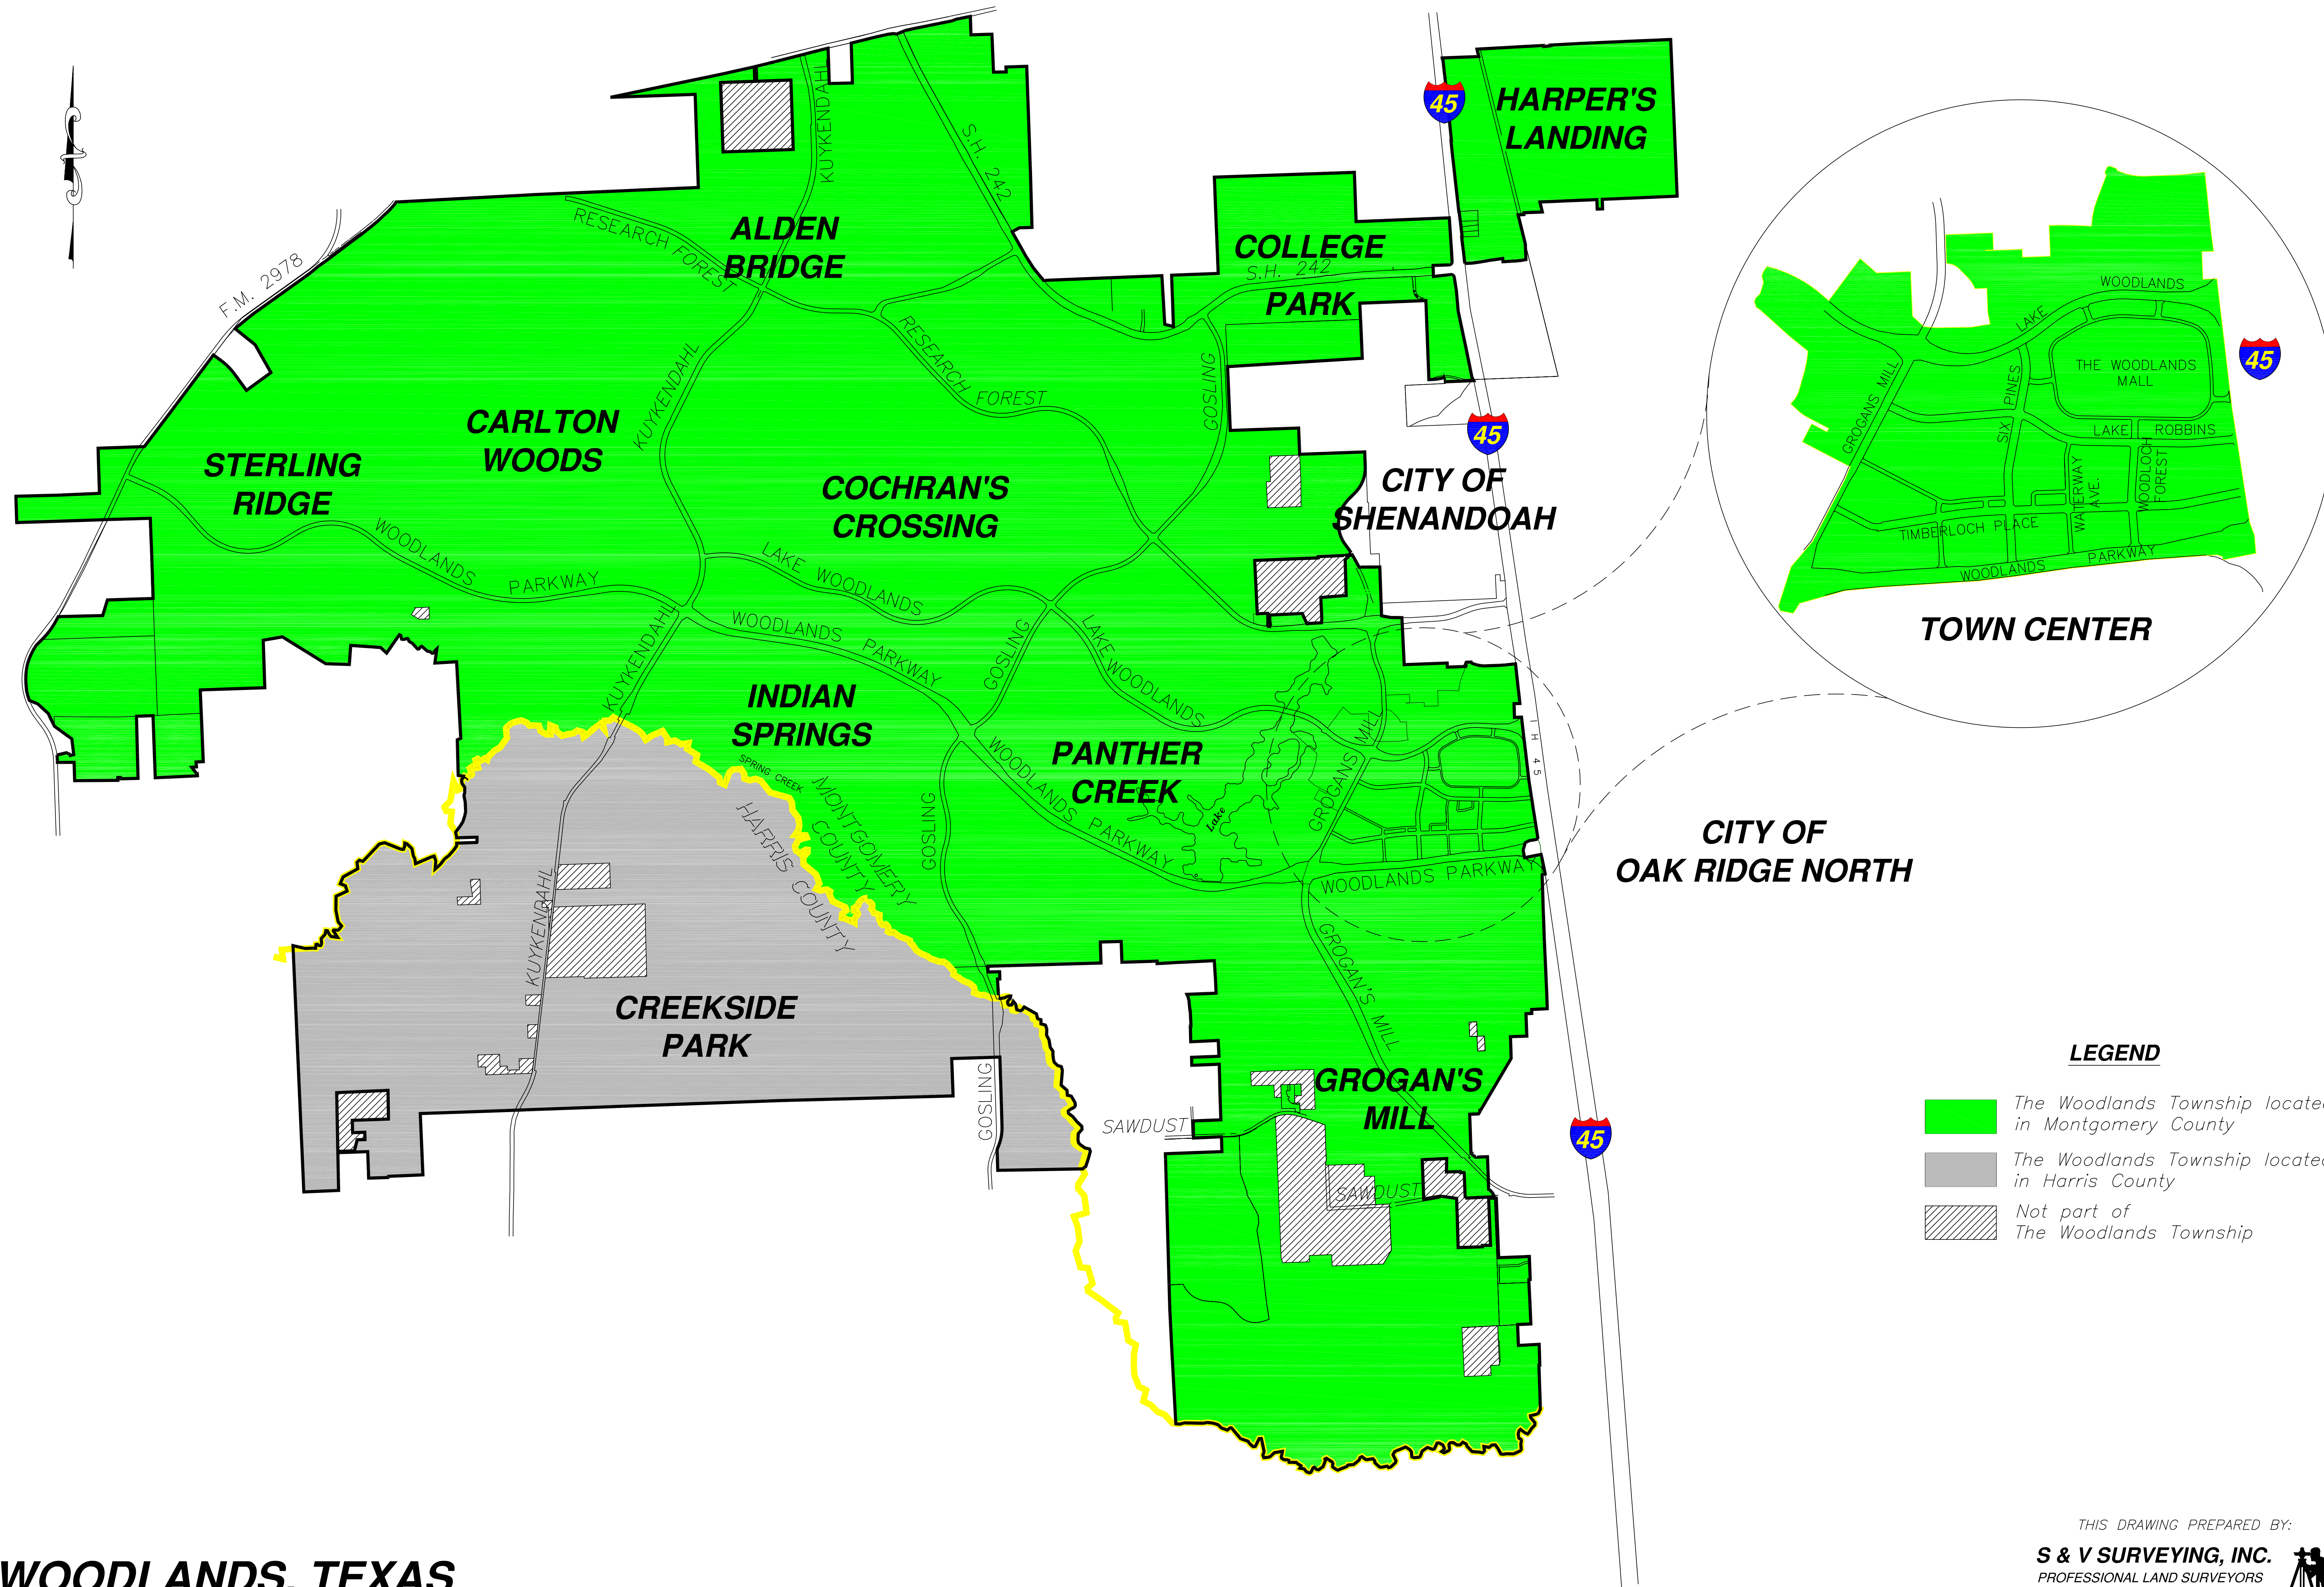 45
HARPER'S
LANDING
KUYKENDAHL
S.H. 242
ALDEN
BRIDGE
RESEARCH FOREST
COLLEGE
S.H. 242
PARK
F.M. 2978
RESEARCH
FOREST
KUYKENDAHL
GOSLING
45
CARLTON
WOODS
STERLING
RIDGE
COCHRAN'S
CROSSING
CITY OF
SHENANDOAH
WOODLANDS
PARKWAY
LAKE WOODLANDS
WOODLANDS
PARKWAY
KUYKENDAHL
GOSLING
LAKE WOODLANDS
INDIAN
SPRINGS
PANTHER
CREEK
GROGANS MILL
I H 45
SPRING CREEK
MONTGOMERY
COUNTY
HARRIS COUNTY
GOSLING
WOODLANDS PARKWAY
Lake
WOODLANDS PARKWAY
CITY OF
OAK RIDGE NORTH
KUYKENDAHL
CREEKSIDE
PARK
GROGAN'S MILL
GROGAN'S
MILL
GOSLING
SAWDUST
SAWDUST
45
WOODLANDS
LAKE
THE WOODLANDS
MALL
45
GROGANS MILL
SIX PINES
LAKE ROBBINS
WATERWAY
AVE.
WOODLOCH
FOREST
TIMBERLOCH PLACE
WOODLANDS PARKWAY
TOWN CENTER
LEGEND
The Woodlands Township located
in Montgomery County
The Woodlands Township located
in Harris County
Not part of
The Woodlands Township
WOODLANDS, TEXAS
THIS DRAWING PREPARED BY:
S & V SURVEYING, INC.
PROFESSIONAL LAND SURVEYORS